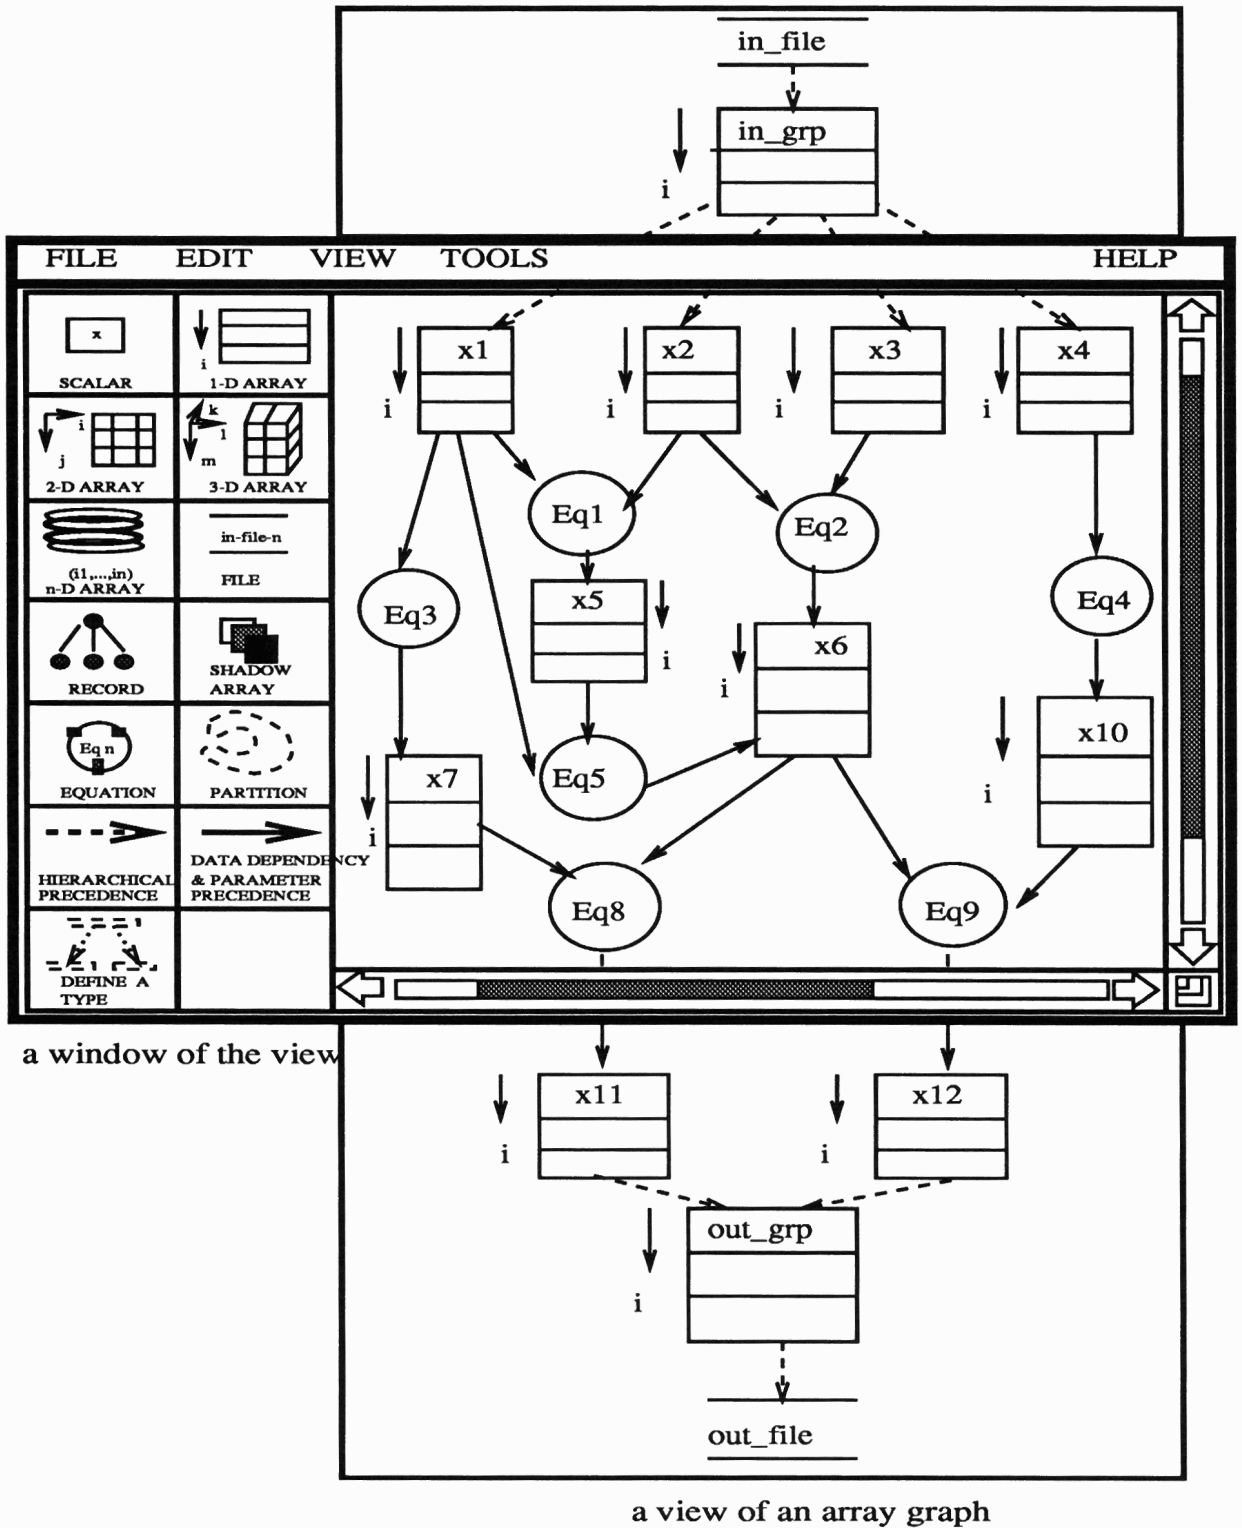 in_file
in_grp
i
FILE EDIT VIEW TOOLS HELP
x
SCALAR
i
1-D ARRAY
i
j
2-D ARRAY
k
l
m
3-D ARRAY
(i1,...,in)
n-D ARRAY
in-file-n
FILE
RECORD
SHADOW
ARRAY
Eq n
EQUATION
PARTITION
HIERARCHICAL
PRECEDENCE
DATA DEPENDENCY
& PARAMETER
PRECEDENCE
DEFINE A
TYPE
x1
i
x2
i
x3
i
x4
i
Eq1
Eq2
Eq3
Eq4
x5
i
x6
i
x7
i
Eq5
x10
i
Eq8
Eq9
a window of the view
x11
i
x12
i
out_grp
i
out_file
a view of an array graph